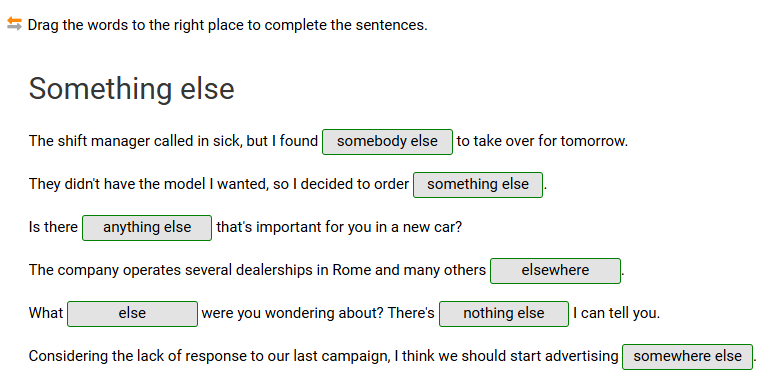 Drag the words to the right place to complete the sentences.
Something else
The shift manager called in sick, but I found somebody else to take over for tomorrow.
They didn't have the model I wanted, so I decided to order something else.
Is there anything else that's important for you in a new car?
The company operates several dealerships in Rome and many others elsewhere.
What else were you wondering about? There's nothing else I can tell you.
Considering the lack of response to our last campaign, I think we should start advertising somewhere else.